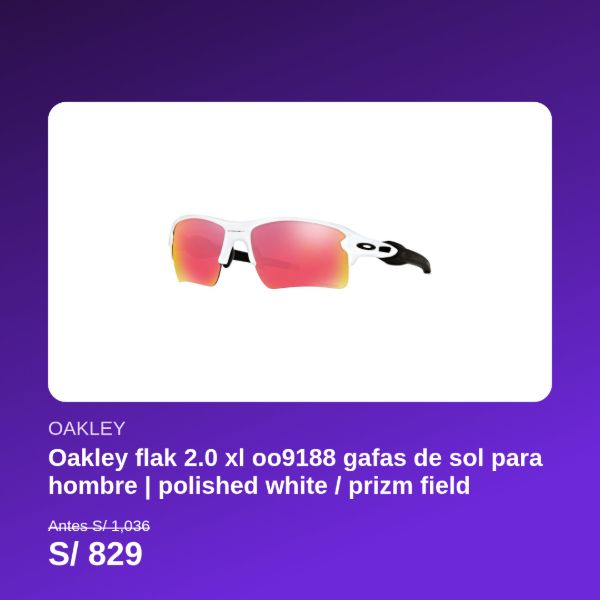 OAKLEY
Oakley flak 2.0 xl oo9188 gafas de sol para
hombre | polished white / prizm field
Antes S/ 1,036
S/ 829